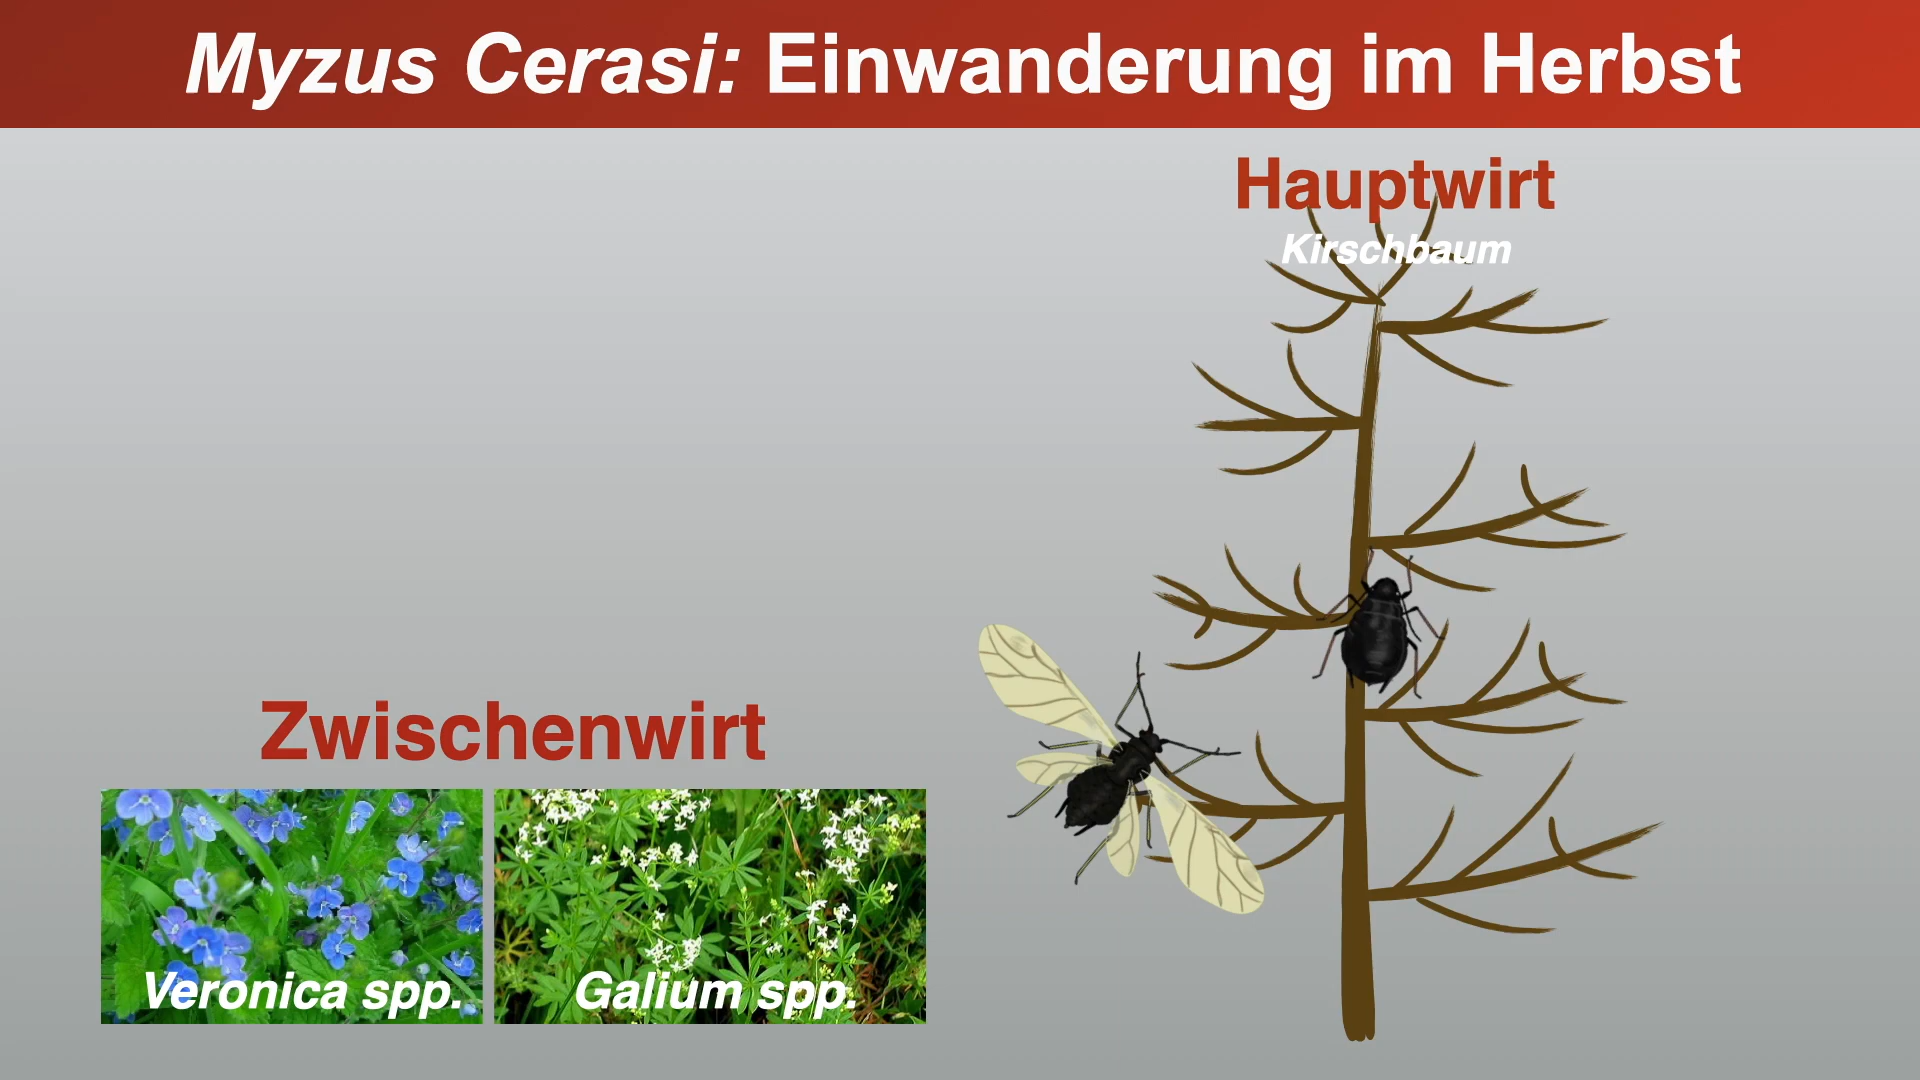 Myzus Cerasi: Einwanderung im Herbst
Hauptwirt
Kirschbaum
Zwischenwirt
Veronica spp.
Galium spp.